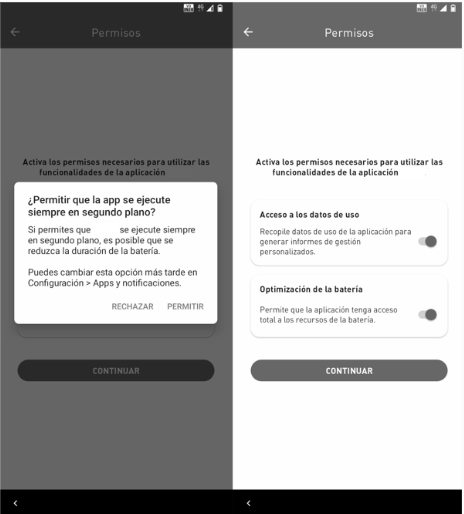 Permisos
Activa los permisos necesarios para utilizar las
funcionalidades de la aplicación
¿Permitir que la app se ejecute
siempre en segundo plano?
Si permites que se ejecute siempre
en segundo plano, es posible que se
reduzca la duración de la batería.
Puedes cambiar esta opción más tarde en
Configuración > Apps y notificaciones.
RECHAZAR PERMITIR
CONTINUAR
Permisos
Activa los permisos necesarios para utilizar las
funcionalidades de la aplicación
Acceso a los datos de uso
Recopile datos de uso de la aplicación para
generar informes de gestión
personalizados.
Optimización de la batería
Permite que la aplicación tenga acceso
total a los recursos de la batería.
CONTINUAR